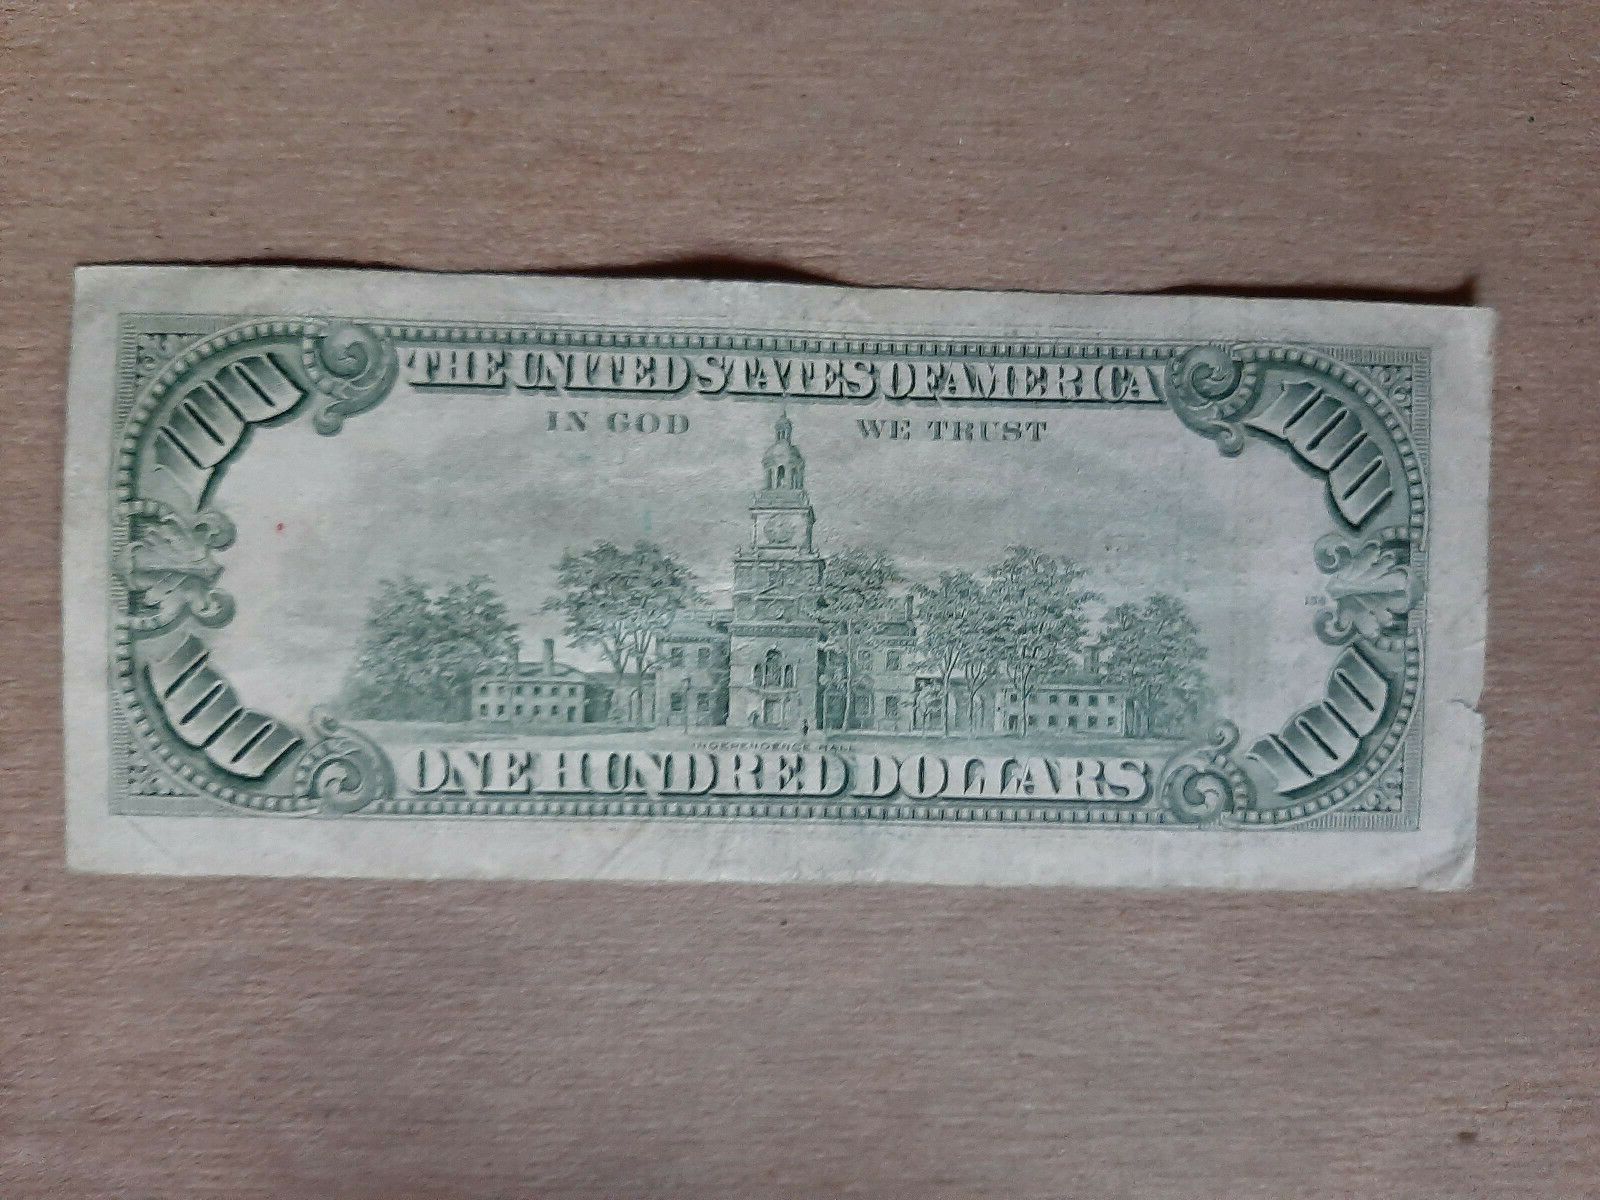 THE UNITED STATES OF AMERICA
IN GOD WE TRUST
100
100
100
100
INDEPENDENCE HALL
ONE HUNDRED DOLLARS